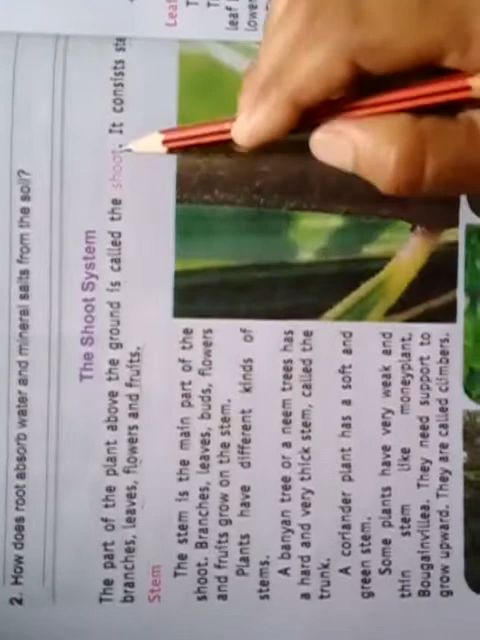 2. How does root absorb water and mineral salts from the soil?
The Shoot System
The part of the plant above the ground is called the shoot. It consists
branches, leaves, flowers and fruits.
Stem
The stem is the main part of the
shoot. Branches, leaves, buds, flowers
and fruits grow on the stem.
Plants have different kinds of
stems.
A banyan tree or a neem trees has
a hard and very thick stem, called the
trunk.
A coriander plant has a soft and
green stem.
Some plants have very weak and
thin stem like moneyplant,
Bougainvillea. They need support to
grow upward. They are called climbers.
Leaf
leaf